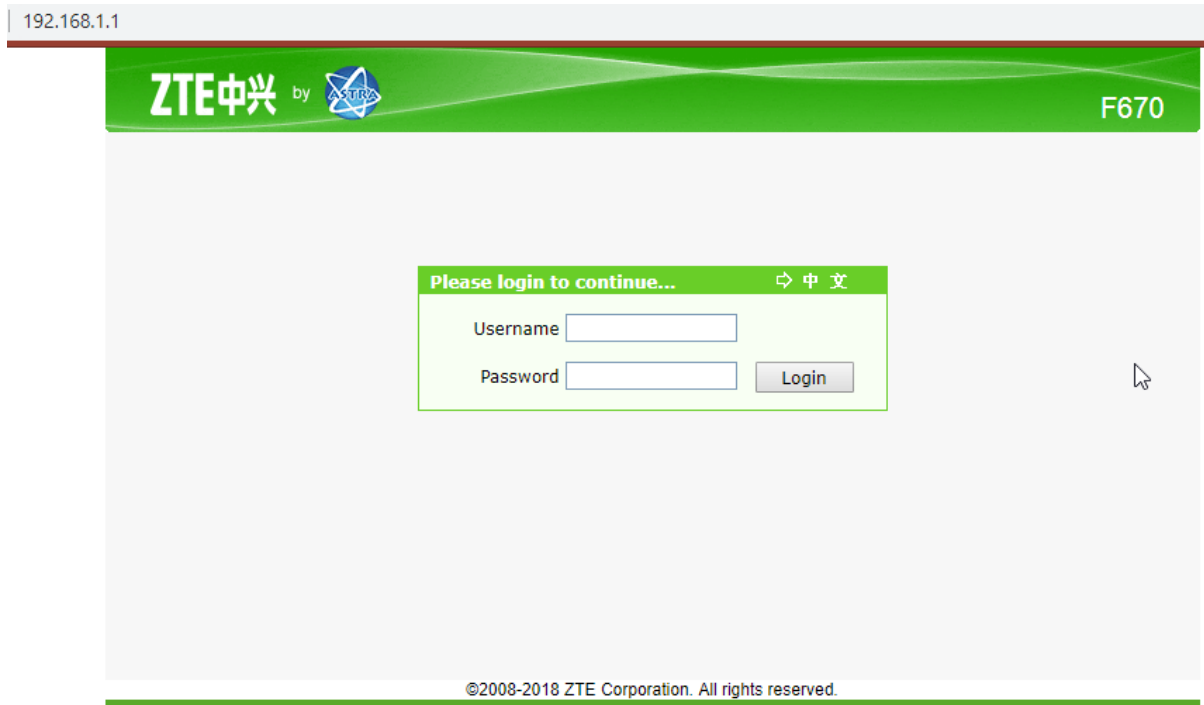 192.168.1.1
ZTE中兴 by ASTRA
F670
Please login to continue... ⇨ 中 文
Username
Password
Login
©2008-2018 ZTE Corporation. All rights reserved.